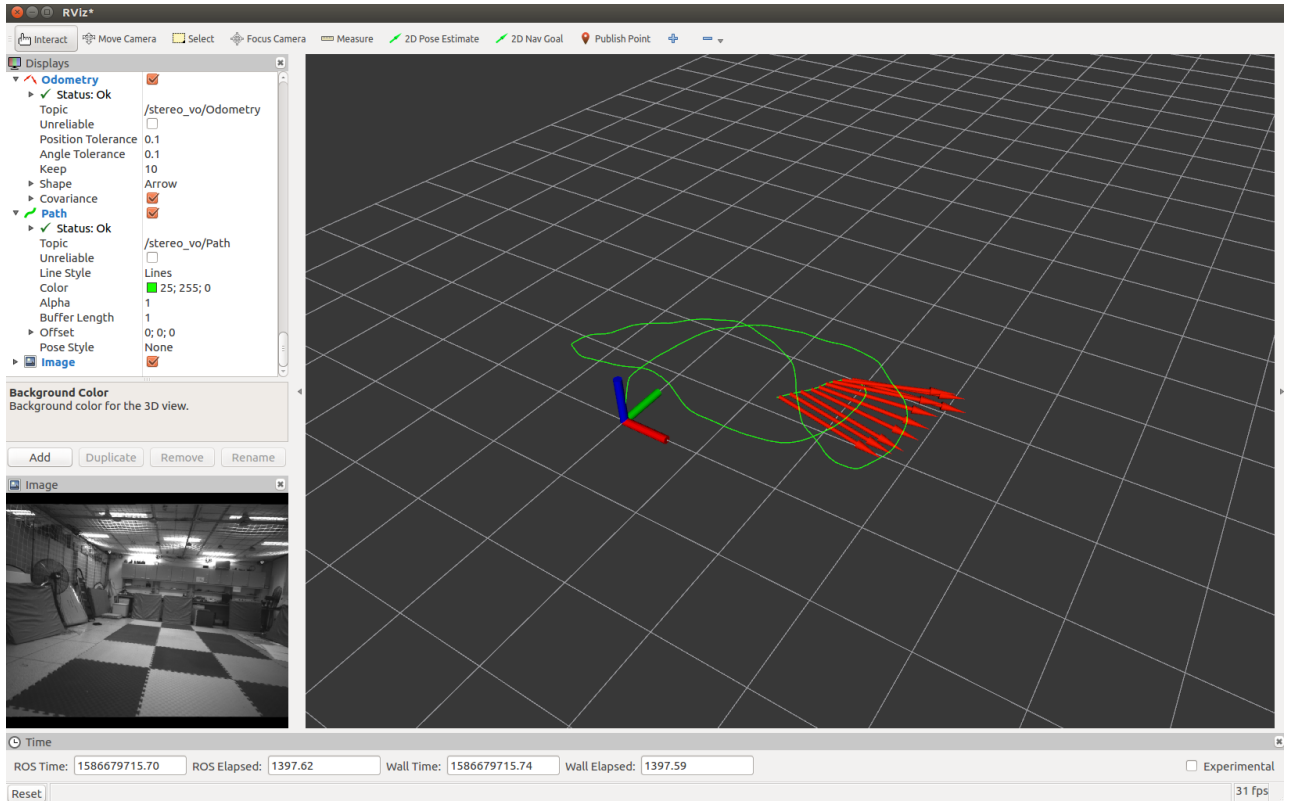 RViz*
Interact Move Camera Select Focus Camera Measure 2D Pose Estimate 2D Nav Goal Publish Point
Displays
Odometry
Status: Ok
Topic /stereo_vo/Odometry
Unreliable
Position Tolerance 0.1
Angle Tolerance 0.1
Keep 10
Shape Arrow
Covariance
Path
Status: Ok
Topic /stereo_vo/Path
Unreliable
Line Style Lines
Color 25; 255; 0
Alpha 1
Buffer Length 1
Offset 0; 0; 0
Pose Style None
Image
Background Color
Background color for the 3D view.
Add Duplicate Remove Rename
Image
Time
ROS Time: 1586679715.70 ROS Elapsed: 1397.62 Wall Time: 1586679715.74 Wall Elapsed: 1397.59 Experimental
Reset 31 fps